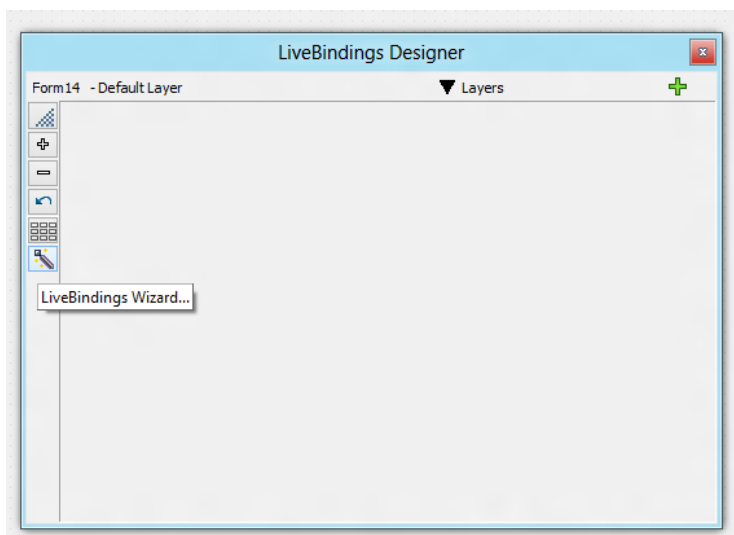 LiveBindings Designer
Form14 - Default Layer
Layers
LiveBindings Wizard...